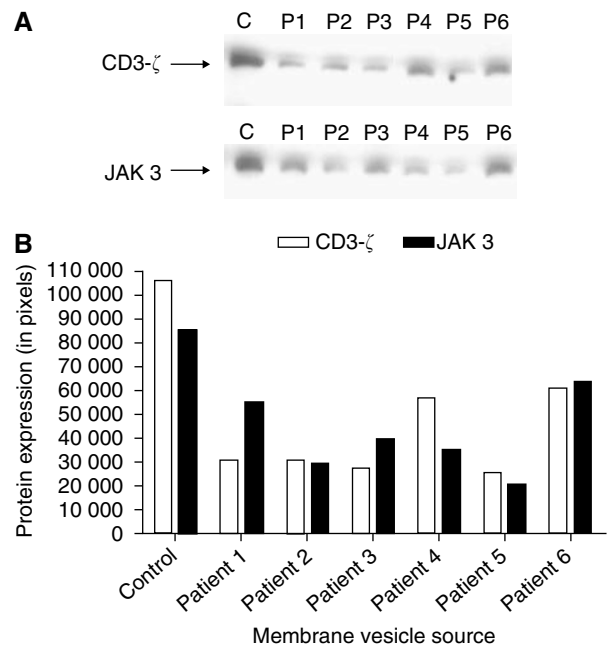 A
C P1 P2 P3 P4 P5 P6
CD3-ζ
C P1 P2 P3 P4 P5 P6
JAK 3
B
CD3-ζ JAK 3
Protein expression (in pixels)
110 000
100 000
90 000
80 000
70 000
60 000
50 000
40 000
30 000
20 000
10 000
0
Control
Patient 1
Patient 2
Patient 3
Patient 4
Patient 5
Patient 6
Membrane vesicle source